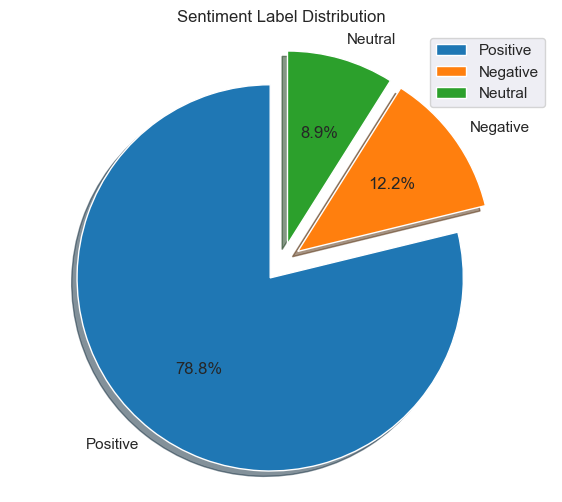 Sentiment Label Distribution
Neutral
Positive
Negative
Neutral
Negative
8.9%
12.2%
78.8%
Positive